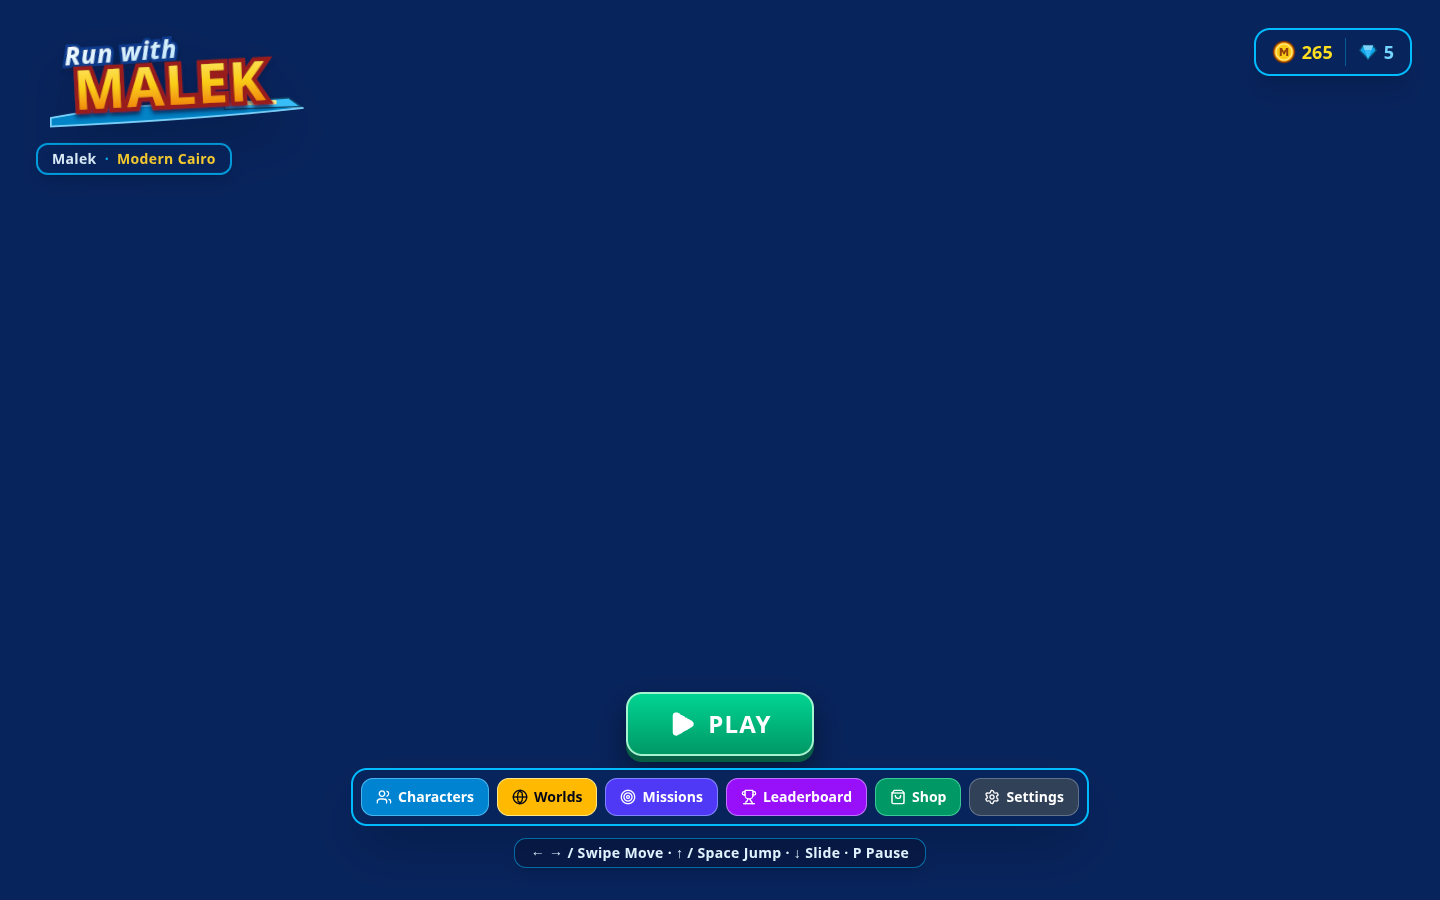 Run with
MALEK
M 265 5
Malek · Modern Cairo
PLAY
Characters Worlds Missions Leaderboard Shop Settings
← → / Swipe Move · ↑ / Space Jump · ↓ Slide · P Pause